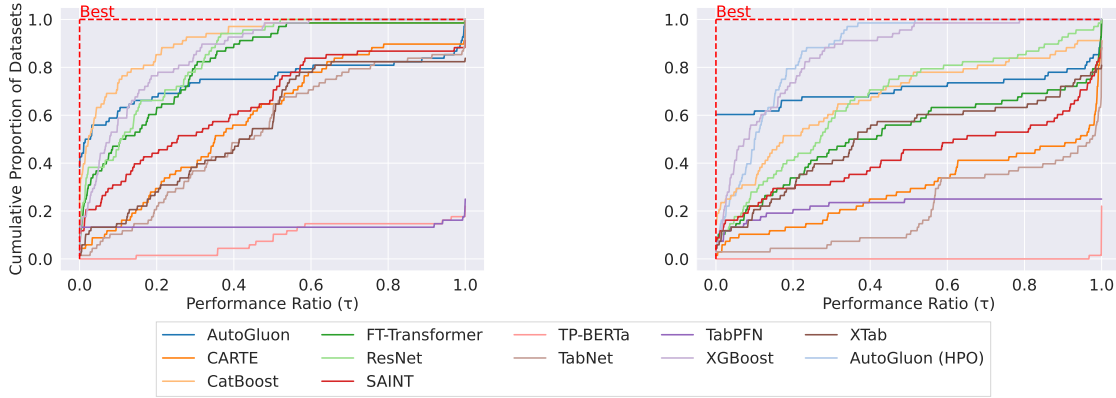 Best
Cumulative Proportion of Datasets
1.0
0.8
0.6
0.4
0.2
0.0
0.0 0.2 0.4 0.6 0.8 1.0
Performance Ratio (τ)
Best
1.0
0.8
0.6
0.4
0.2
0.0
0.0 0.2 0.4 0.6 0.8 1.0
Performance Ratio (τ)
AutoGluon FT-Transformer TP-BERTa TabPFN XTab
CARTE ResNet TabNet XGBoost AutoGluon (HPO)
CatBoost SAINT